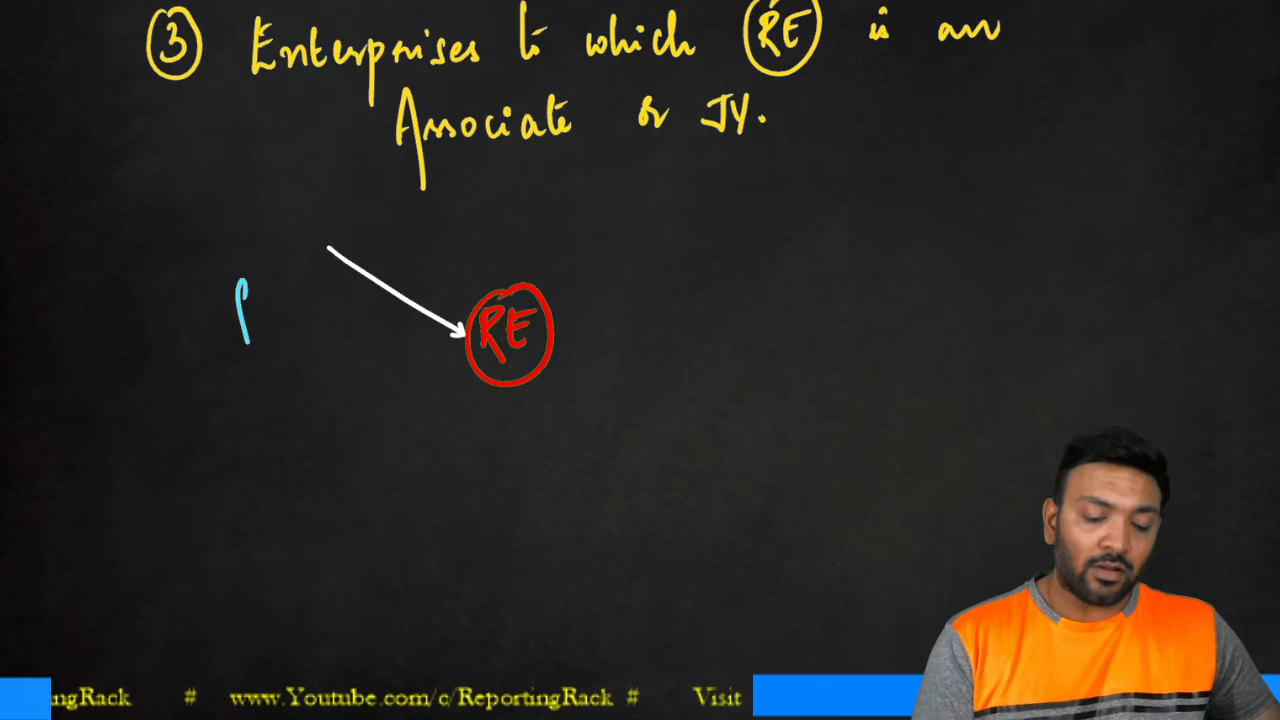 ③ Enterprises to which RE is an
Associate or JV.
RE
ngRack # www.Youtube.com/c/ReportingRack # Visit